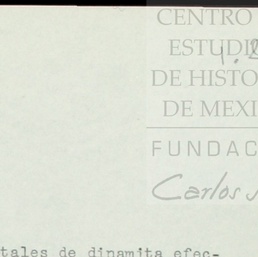 CENTRO
ESTUDI
DE HISTO
DE MEXI
FUNDAC
Carlos
tales de dinamita efec-